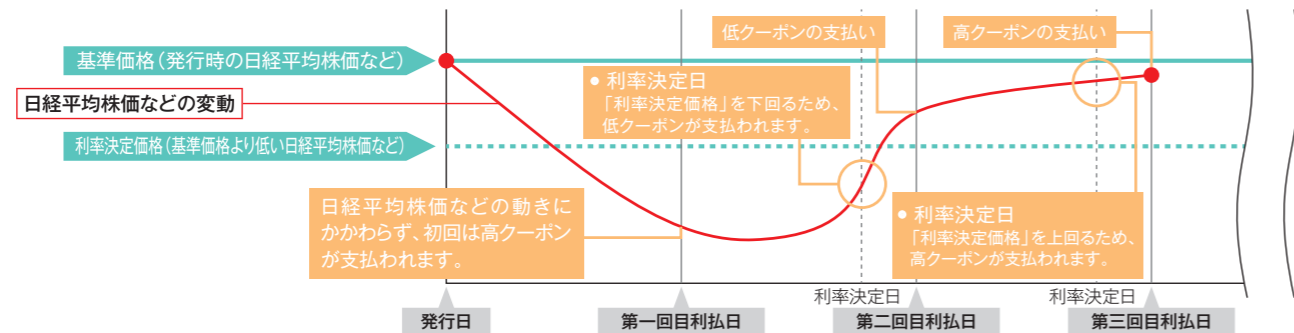 低クーポンの支払い
高クーポンの支払い
基準価格（発行時の日経平均株価など）
日経平均株価などの変動
● 利率決定日
「利率決定価格」を下回るため、
低クーポンが支払われます。
利率決定価格（基準価格より低い日経平均株価など）
日経平均株価などの動きに
かかわらず、初回は高クーポン
が支払われます。
● 利率決定日
「利率決定価格」を上回るため、
高クーポンが支払われます。
利率決定日
利率決定日
発行日
第一回目利払日
第二回目利払日
第三回目利払日